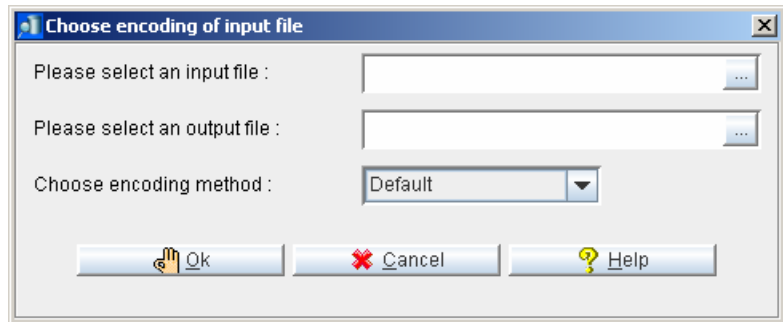 Choose encoding of input file
Please select an input file :
...
Please select an output file :
...
Choose encoding method :
Default
Ok
Cancel
Help